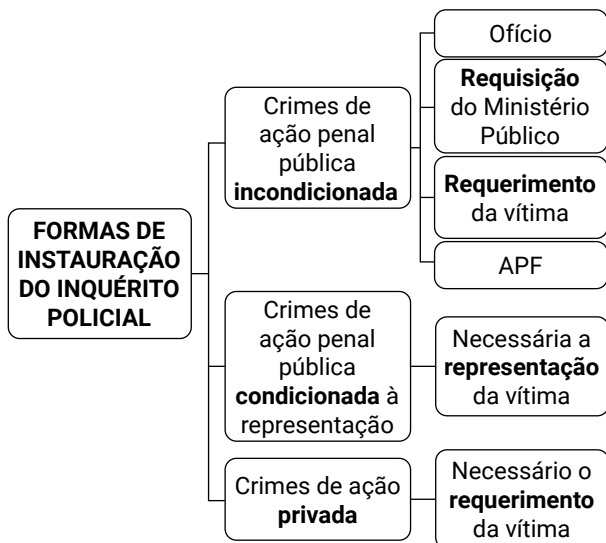 FORMAS DE
INSTAURAÇÃO
DO INQUÉRITO
POLICIAL
Crimes de
ação penal
pública
incondicionada
Ofício
Requisição
do Ministério
Público
Requerimento
da vítima
APF
Crimes de
ação penal
pública
condicionada à
representação
Necessária a
representação
da vítima
Crimes de ação
privada
Necessário o
requerimento
da vítima